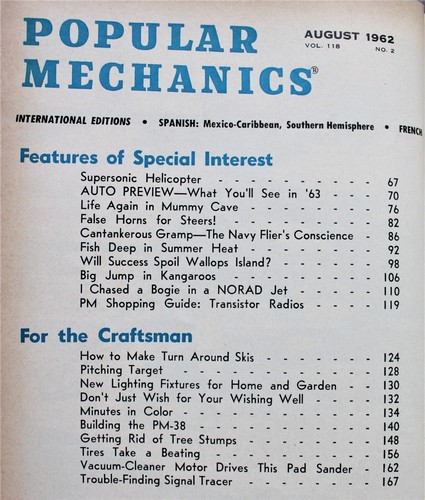 POPULAR
MECHANICS®
AUGUST 1962
VOL. 118 NO. 2
INTERNATIONAL EDITIONS • SPANISH: Mexico-Caribbean, Southern Hemisphere • FRENCH
Features of Special Interest
Supersonic Helicopter - - - - - - - - - 67
AUTO PREVIEW—What You'll See in '63 - - - 70
Life Again in Mummy Cave - - - - - - - 76
False Horns for Steers! - - - - - - - - 82
Cantankerous Gramp—The Navy Flier's Conscience - 86
Fish Deep in Summer Heat - - - - - - - 92
Will Success Spoil Wallops Island? - - - - - 98
Big Jump in Kangaroos - - - - - - - - 106
I Chased a Bogie in a NORAD Jet - - - - - 110
PM Shopping Guide: Transistor Radios - - - - 119
For the Craftsman
How to Make Turn Around Skis - - - - - - 124
Pitching Target - - - - - - - - - - 128
New Lighting Fixtures for Home and Garden - - - 130
Don't Just Wish for Your Wishing Well - - - - 132
Minutes in Color - - - - - - - - - - 134
Building the PM-38 - - - - - - - - - 140
Getting Rid of Tree Stumps - - - - - - - 148
Tires Take a Beating - - - - - - - - - 156
Vacuum-Cleaner Motor Drives This Pad Sander - - 162
Trouble-Finding Signal Tracer - - - - - - 167